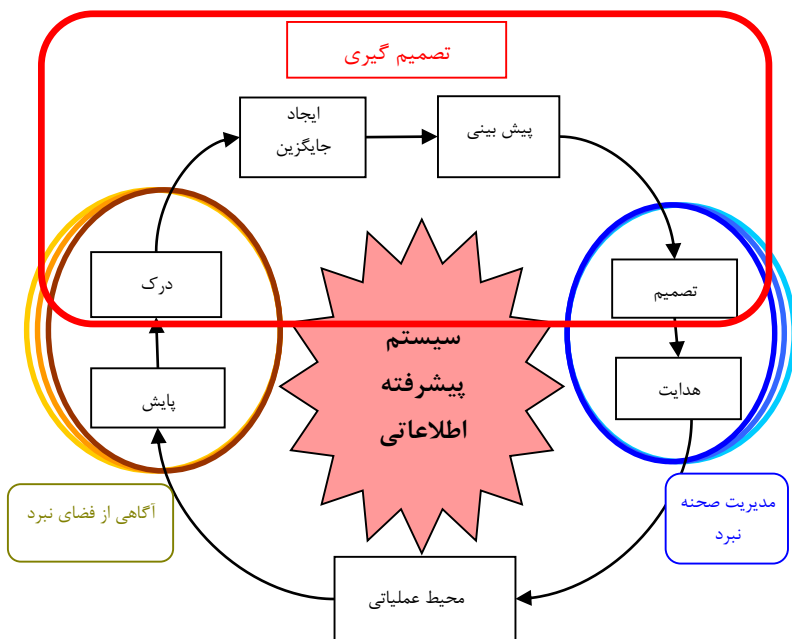 تصمیم گیری
ایجاد
جایگزین
پیش بینی
درک
تصمیم
سیستم
پیشرفته
اطلاعاتی
پایش
هدایت
آگاهی از فضای نبرد
مدیریت صحنه
نبرد
محیط عملیاتی